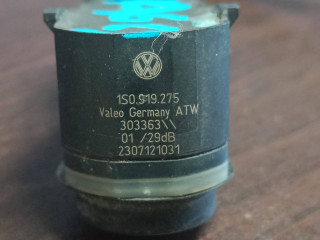 1S0.919.275
Valeo Germany ATW
303363\\
01 /29dB
2307121031